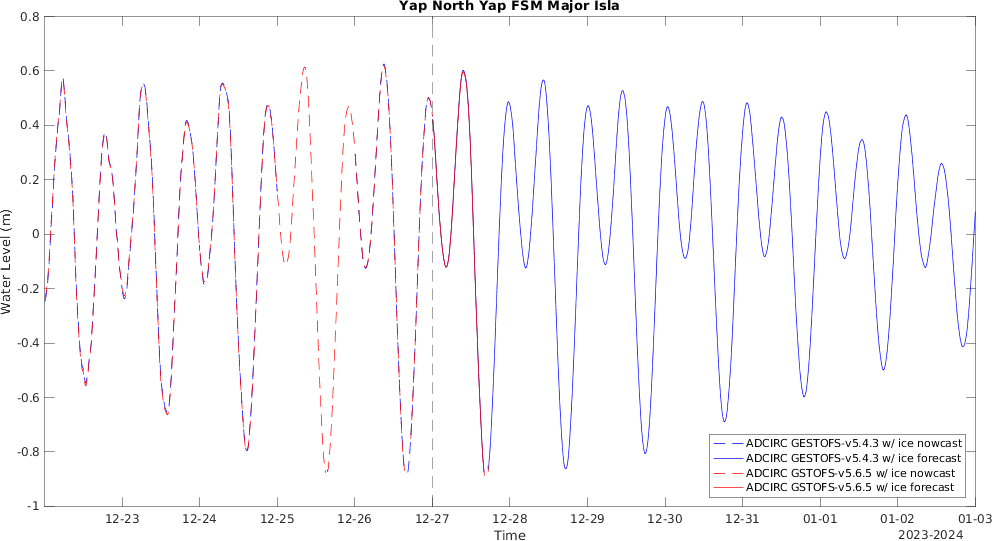 Yap North Yap FSM Major Isla
Water Level (m)
0.8
0.6
0.4
0.2
0
-0.2
-0.4
-0.6
-0.8
-1
ADCIRC GESTOFS-v5.4.3 w/ ice nowcast
ADCIRC GESTOFS-v5.4.3 w/ ice forecast
ADCIRC GSTOFS-v5.6.5 w/ ice nowcast
ADCIRC GSTOFS-v5.6.5 w/ ice forecast
12-23 12-24 12-25 12-26 12-27 12-28 12-29 12-30 12-31 01-01 01-02 01-03
Time
2023-2024